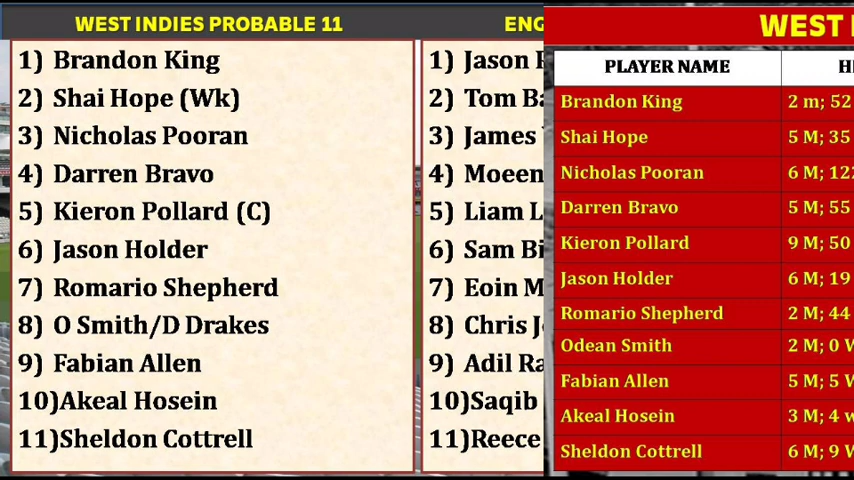 WEST INDIES PROBABLE 11
1) Brandon King
2) Shai Hope (Wk)
3) Nicholas Pooran
4) Darren Bravo
5) Kieron Pollard (C)
6) Jason Holder
7) Romario Shepherd
8) O Smith/D Drakes
9) Fabian Allen
10)Akeal Hosein
11)Sheldon Cottrell
ENG
1) Jason
2) Tom Ba
3) James
4) Moeen
5) Liam L
6) Sam Bi
7) Eoin M
8) Chris J
9) Adil Ra
10)Saqib
11)Reece
WEST
PLAYER NAME
Brandon King 2 m; 52
Shai Hope 5 M; 35
Nicholas Pooran 6 M; 122
Darren Bravo 5 M; 55
Kieron Pollard 9 M; 50
Jason Holder 6 M; 19
Romario Shepherd 2 M; 44
Odean Smith 2 M; 0 W
Fabian Allen 5 M; 5 W
Akeal Hosein 3 M; 4 w
Sheldon Cottrell 6 M; 9 W